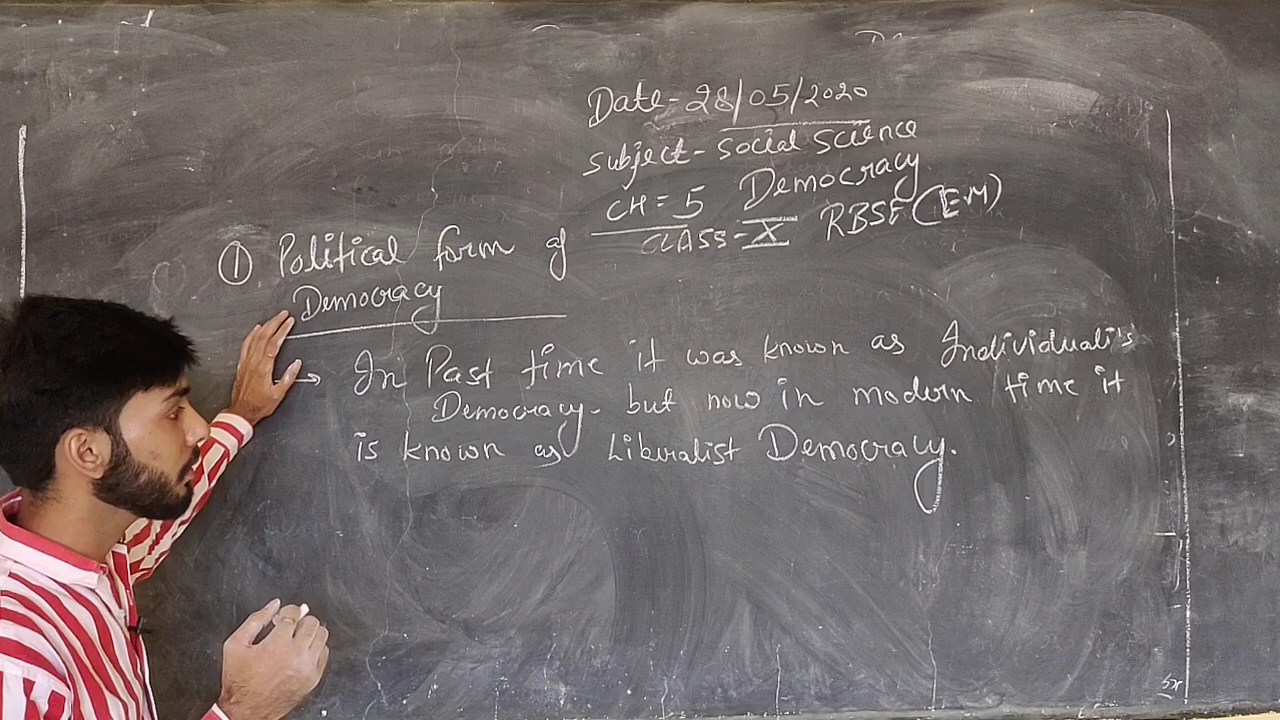 Date - 28/05/2020
Subject - Social Science
CH = 5 Democracy
CLASS - X RBSE (EM)
① Political form of
Democracy
→ In Past time it was known as Individuali's
Democracy. but now in modern time it
is known as Liberalist Democracy.